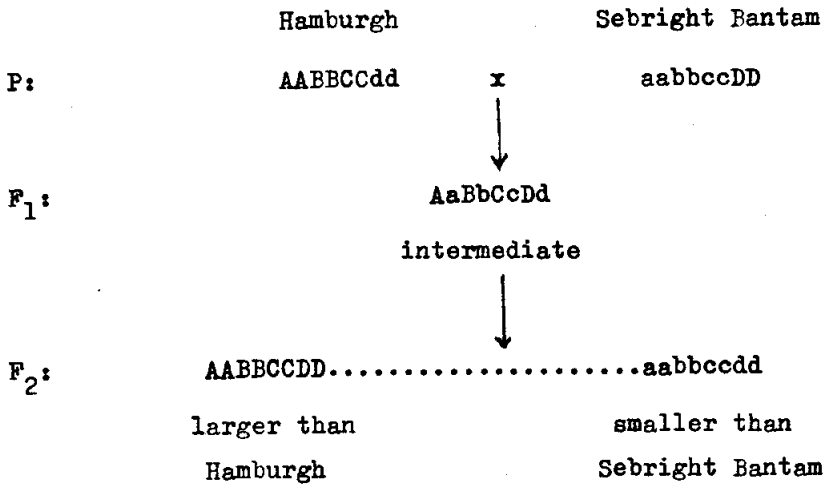 Hamburgh Sebright Bantam
P: AABBCCdd x aabbccDD
F1: AaBbCcDd
intermediate
F2: AABBCCDD......................aabbccdd
larger than smaller than
Hamburgh Sebright Bantam